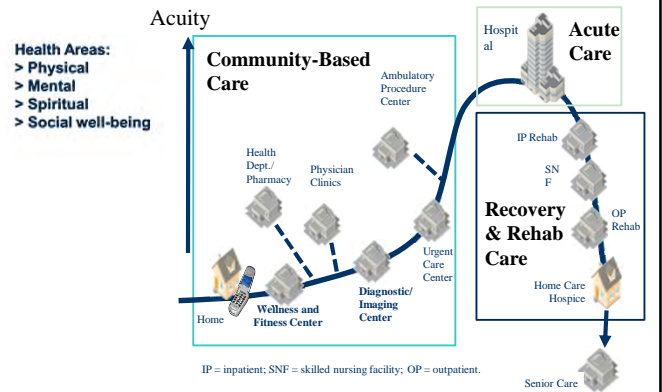 Acuity
Health Areas:
> Physical
> Mental
> Spiritual
> Social well-being
Community-Based
Care
Ambulatory
Procedure
Center
Health
Dept./
Pharmacy
Physician
Clinics
Urgent
Care
Center
Home
Wellness and
Fitness Center
Diagnostic/
Imaging
Center
Hospit
al
Acute
Care
IP Rehab
SN
F
Recovery
& Rehab
Care
OP
Rehab
Home Care
Hospice
Senior Care
IP = inpatient; SNF = skilled nursing facility; OP = outpatient.